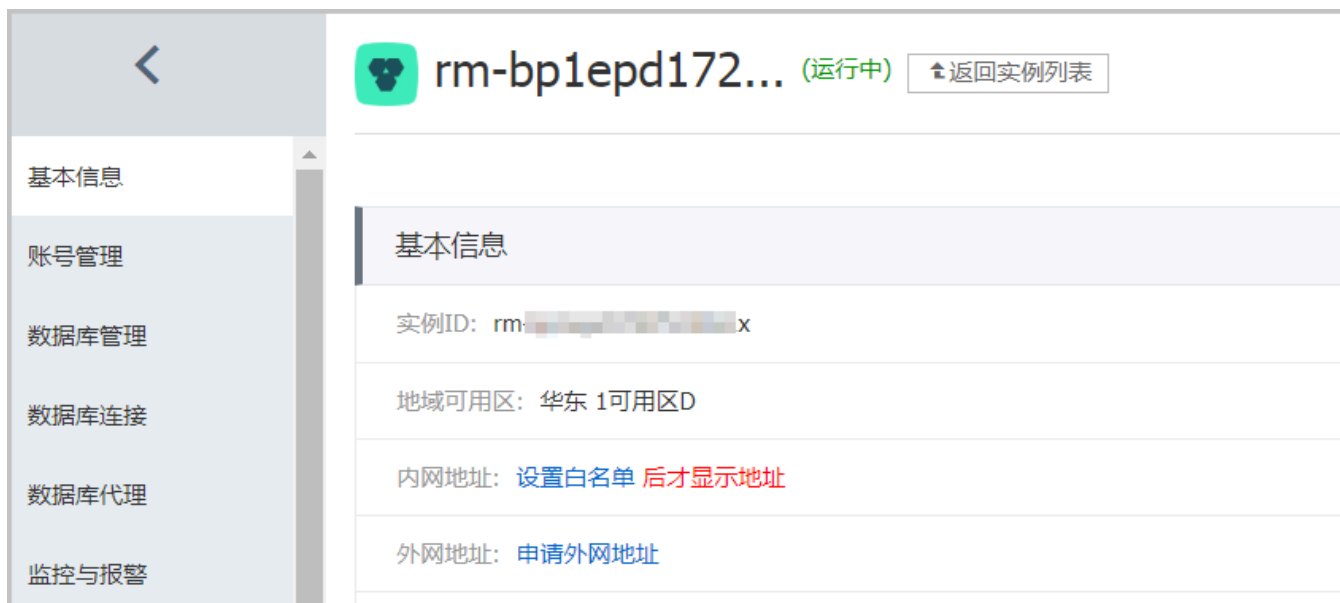 rm-bp1epd172... (运行中) 返回实例列表
基本信息
账号管理
数据库管理
数据库连接
数据库代理
监控与报警
基本信息
实例ID: rm- x
地域可用区: 华东 1可用区D
内网地址: 设置白名单 后才显示地址
外网地址: 申请外网地址